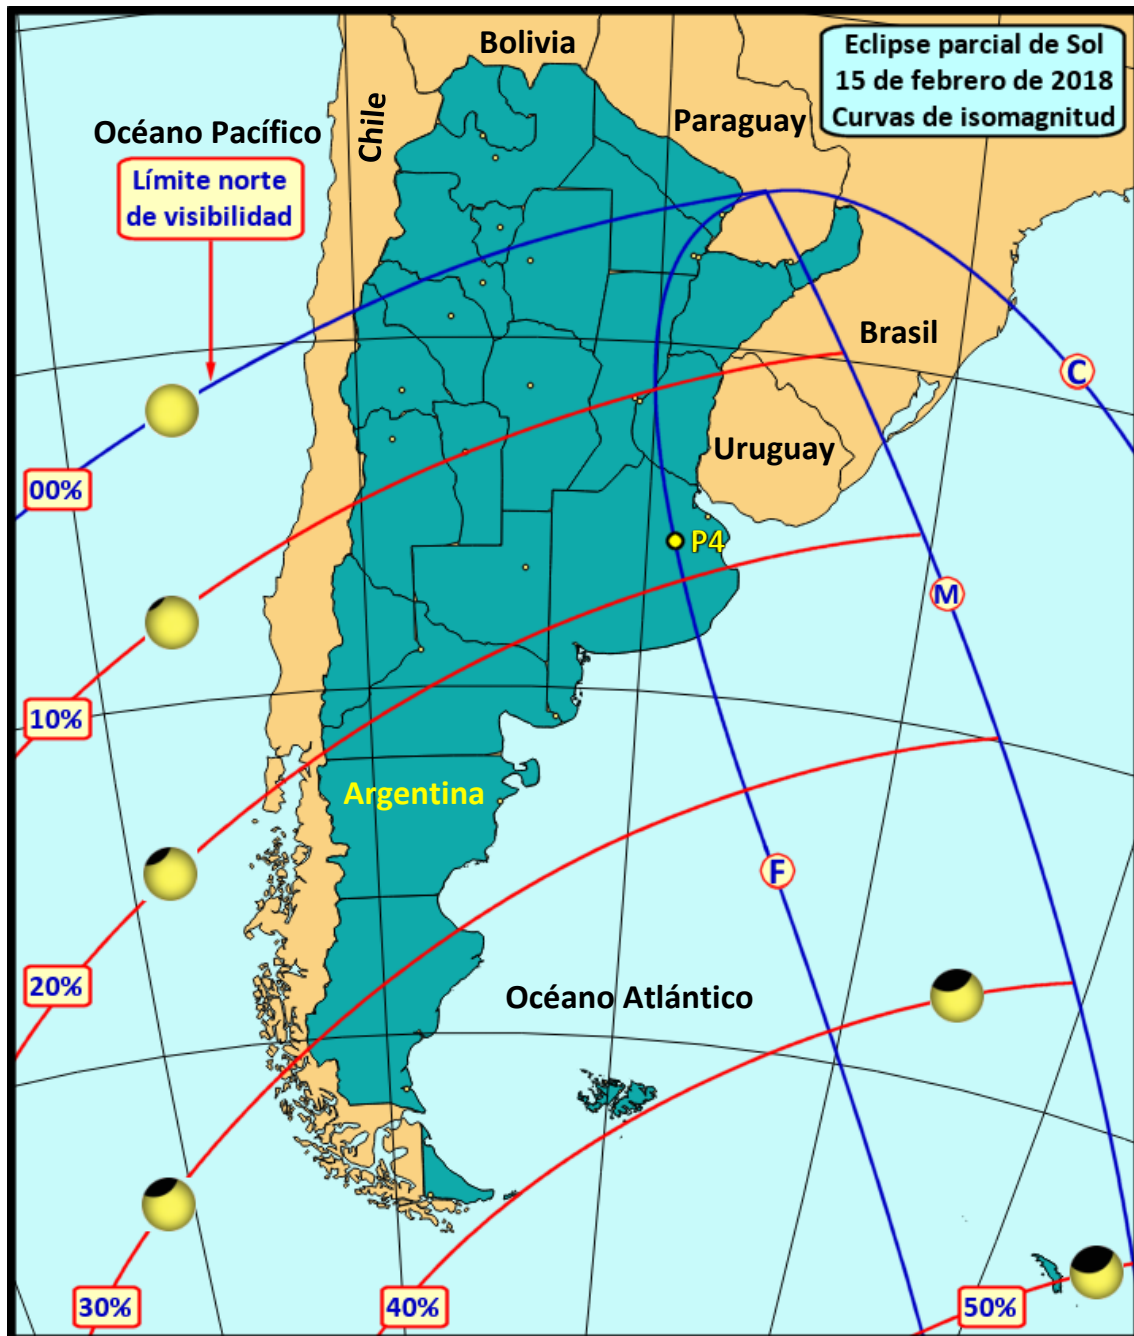 Bolivia
Eclipse parcial de Sol
15 de febrero de 2018
Curvas de isomagnitud
Chile
Océano Pacífico
Paraguay
Límite norte
de visibilidad
Brasil
C
Uruguay
00%
P4
M
10%
Argentina
F
20%
Océano Atlántico
30%
40%
50%